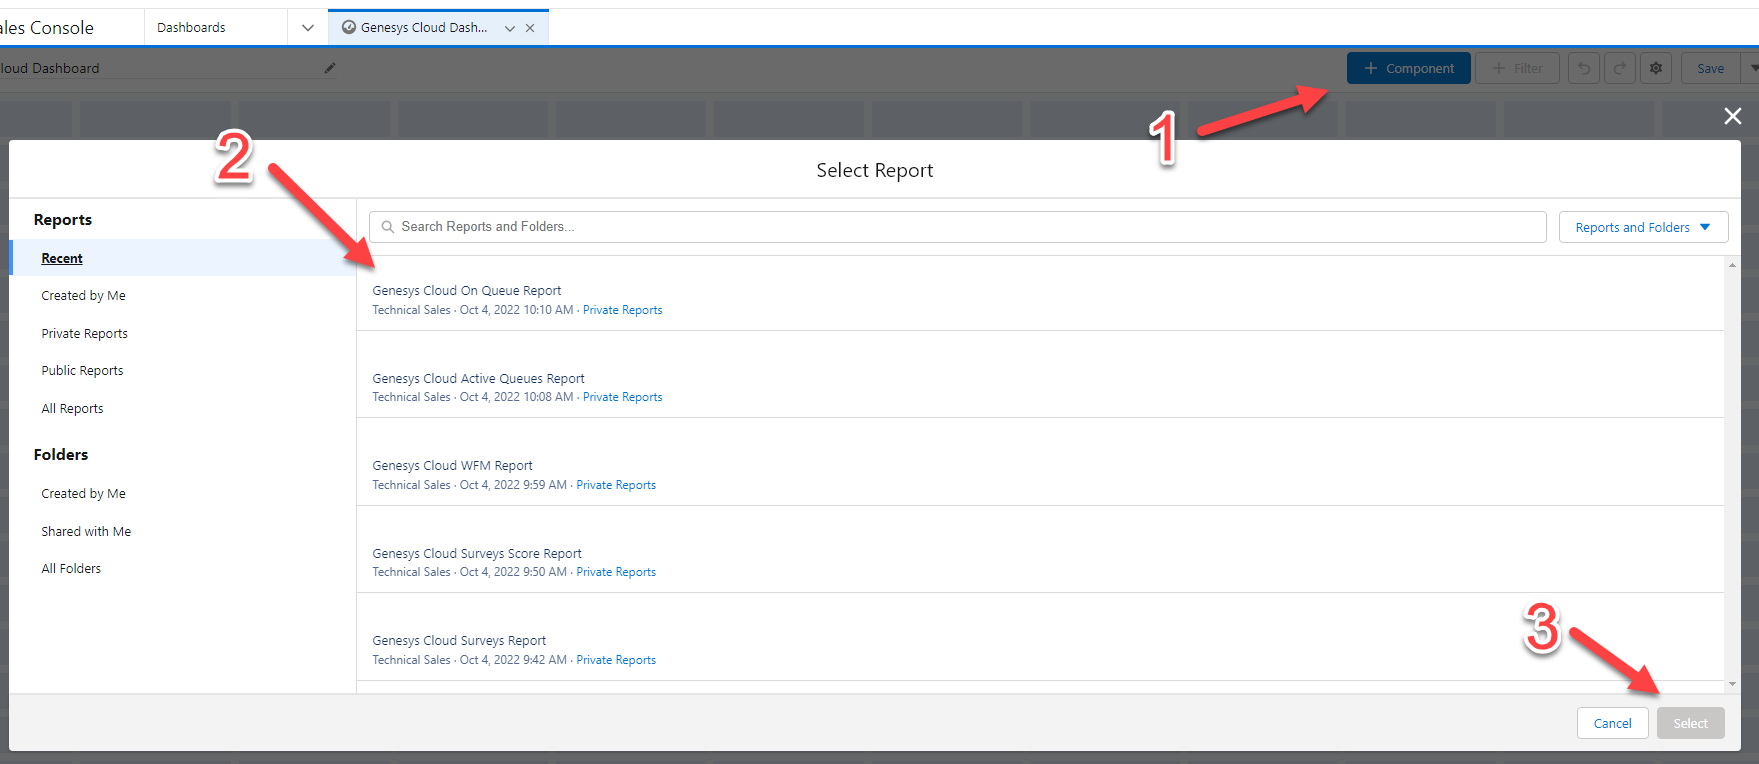 ales Console
Dashboards
Genesys Cloud Dash...
loud Dashboard
+ Component
+ Filter
Save
1
2
Select Report
Reports
Search Reports and Folders...
Reports and Folders
Recent
Created by Me
Private Reports
Public Reports
All Reports
Folders
Created by Me
Shared with Me
All Folders
Genesys Cloud On Queue Report
Technical Sales · Oct 4, 2022 10:10 AM · Private Reports
Genesys Cloud Active Queues Report
Technical Sales · Oct 4, 2022 10:08 AM · Private Reports
Genesys Cloud WFM Report
Technical Sales · Oct 4, 2022 9:59 AM · Private Reports
Genesys Cloud Surveys Score Report
Technical Sales · Oct 4, 2022 9:50 AM · Private Reports
Genesys Cloud Surveys Report
Technical Sales · Oct 4, 2022 9:42 AM · Private Reports
3
Cancel
Select